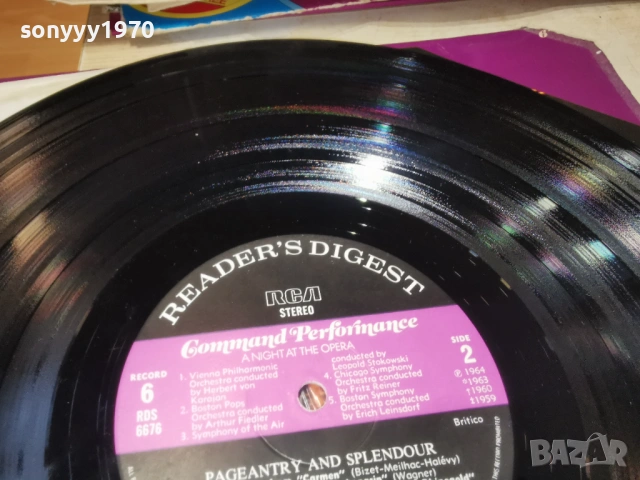 sonyyy1970
READER'S DIGEST
RCA
STEREO
Command Performance
A NIGHT AT THE OPERA
RECORD
6
RDS
6676
1. Vienna Philharmonic
Orchestra conducted
by Herbert von
Karajan
2. Boston Pops
Orchestra conducted
by Arthur Fiedler
3. Symphony of the Air
conducted by
Leopold Stokowski
4. Chicago Symphony
Orchestra conducted
by Fritz Reiner
5. Boston Symphony
Orchestra conducted
by Erich Leinsdorf
SIDE
2
℗ 1964
1963
1960
1959
Britico
PAGEANTRY AND SPLENDOUR
"Carmen" (Bizet-Meilhac-Halévy)
(Wagner)
BAZAR